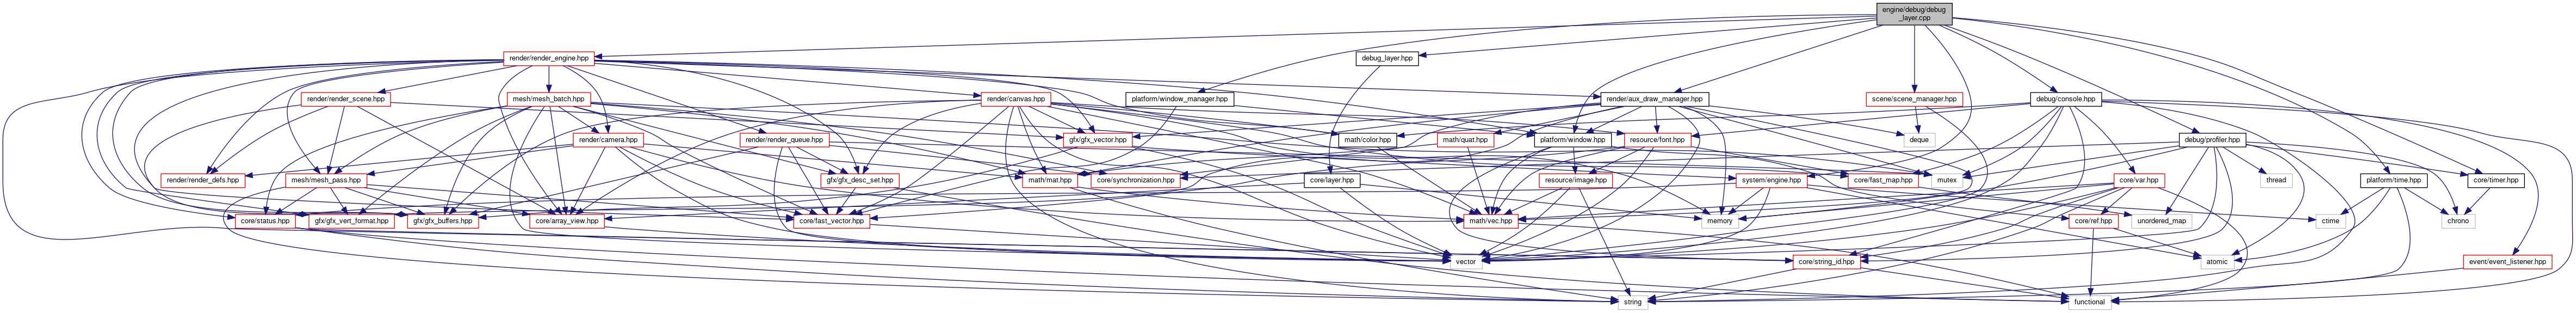 engine/debug/debug
_layer.cpp
render/render_engine.hpp
debug_layer.hpp
render/render_scene.hpp
mesh/mesh_batch.hpp
render/canvas.hpp
platform/window_manager.hpp
render/aux_draw_manager.hpp
scene/scene_manager.hpp
debug/console.hpp
render/camera.hpp
render/render_queue.hpp
gfx/gfx_vector.hpp
math/color.hpp
math/quat.hpp
platform/window.hpp
resource/font.hpp
deque
debug/profiler.hpp
render/render_defs.hpp
mesh/mesh_pass.hpp
gfx/gfx_desc_set.hpp
math/mat.hpp
core/synchronization.hpp
core/layer.hpp
resource/image.hpp
system/engine.hpp
core/fast_map.hpp
mutex
core/var.hpp
thread
platform/time.hpp
core/timer.hpp
core/status.hpp
gfx/gfx_vert_format.hpp
gfx/gfx_buffers.hpp
core/array_view.hpp
core/fast_vector.hpp
math/vec.hpp
memory
core/ref.hpp
unordered_map
ctime
chrono
vector
core/string_id.hpp
atomic
event/event_listener.hpp
string
functional